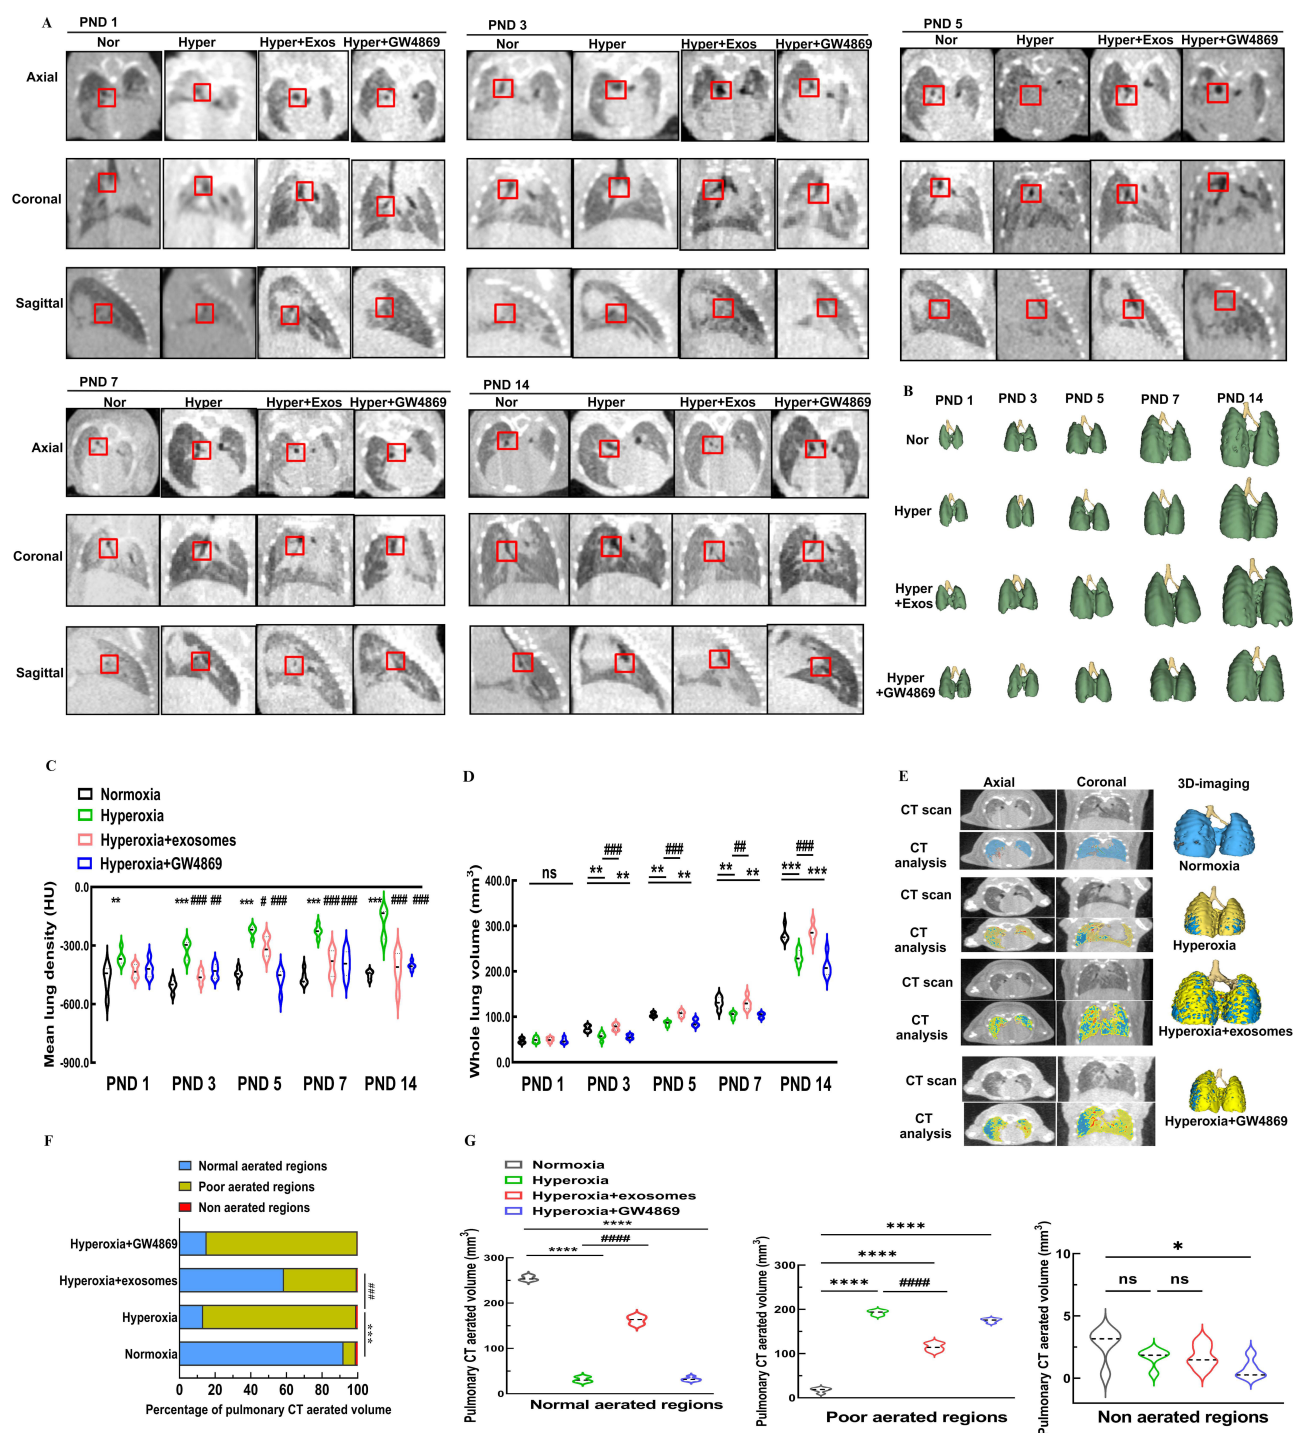 A
PND 1
Nor Hyper Hyper+Exos Hyper+GW4869
PND 3
Nor Hyper Hyper+Exos Hyper+GW4869
PND 5
Nor Hyper Hyper+Exos Hyper+GW4869
Axial
Coronal
Sagittal
PND 7
Nor Hyper Hyper+Exos Hyper+GW4869
PND 14
Nor Hyper Hyper+Exos Hyper+GW4869
Axial
Coronal
Sagittal
B
PND 1 PND 3 PND 5 PND 7 PND 14
Nor
Hyper
Hyper
+Exos
Hyper
+GW4869
C
Normoxia
Hyperoxia
Hyperoxia+exosomes
Hyperoxia+GW4869
Mean lung density (HU)
0.0
-300.0
-600.0
-900.0
** *** ### ## *** # ### *** ### ### *** ### ###
PND 1 PND 3 PND 5 PND 7 PND 14
D
Whole lung volume (mm³)
400.0
300.0
200.0
100.0
0.0
ns
###
** **
###
** **
##
** **
###
*** ***
PND 1 PND 3 PND 5 PND 7 PND 14
E
Axial Coronal 3D-imaging
CT scan
CT
analysis
Normoxia
CT scan
CT
analysis
Hyperoxia
CT scan
CT
analysis
Hyperoxia+exosomes
CT scan
CT
analysis
Hyperoxia+GW4869
F
Normal aerated regions
Poor aerated regions
Non aerated regions
Hyperoxia+GW4869
Hyperoxia+exosomes
Hyperoxia
Normoxia
###
***
0 20 40 60 80 100
Percentage of pulmonary CT aerated volume
G
Normoxia
Hyperoxia
Hyperoxia+exosomes
Hyperoxia+GW4869
Pulmonary CT aerated volume (mm³)
300
200
100
0
****
####
****
Normal aerated regions
Pulmonary CT aerated volume (mm³)
300
200
100
0
****
****
**** ####
Poor aerated regions
Pulmonary CT aerated volume (mm³)
10
5
0
*
ns ns
Non aerated regions